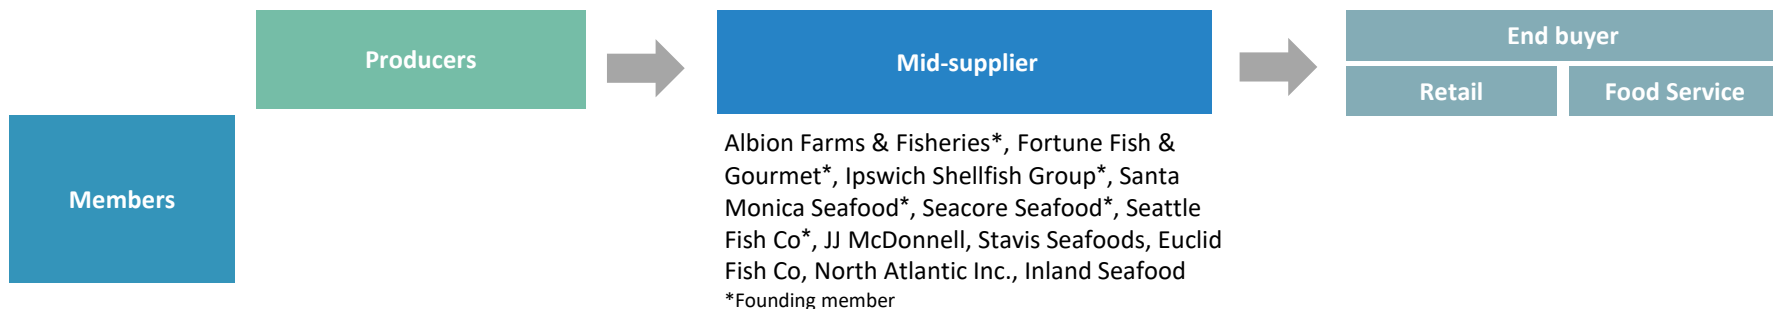 Producers
Mid-supplier
End buyer
Retail
Food Service
Members
Albion Farms & Fisheries*, Fortune Fish &
Gourmet*, Ipswich Shellfish Group*, Santa
Monica Seafood*, Seacore Seafood*, Seattle
Fish Co*, JJ McDonnell, Stavis Seafoods, Euclid
Fish Co, North Atlantic Inc., Inland Seafood
*Founding member